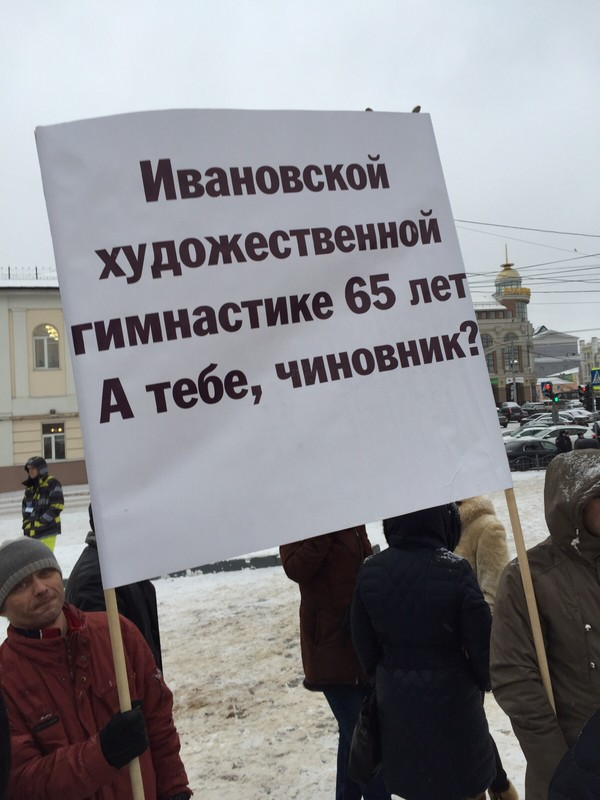 Ивановской
художественной
гимнастике 65 лет
А тебе, чиновник?